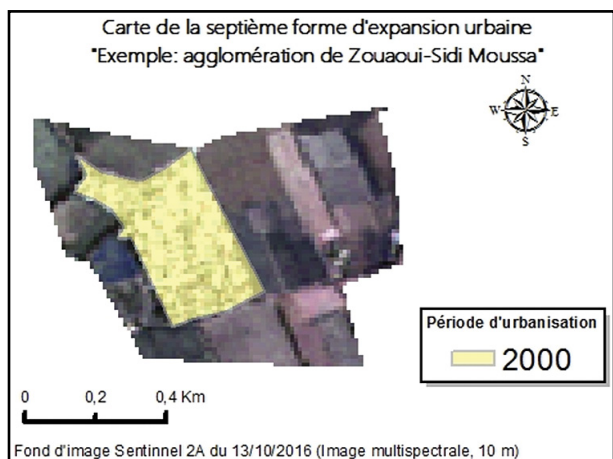 Carte de la septième forme d'expansion urbaine
"Exemple: agglomération de Zouaoui-Sidi Moussa"
N
W E
S
Période d'urbanisation
2000
0 0,2 0,4 Km
Fond d'image Sentinnel 2A du 13/10/2016 (Image multispectrale, 10 m)